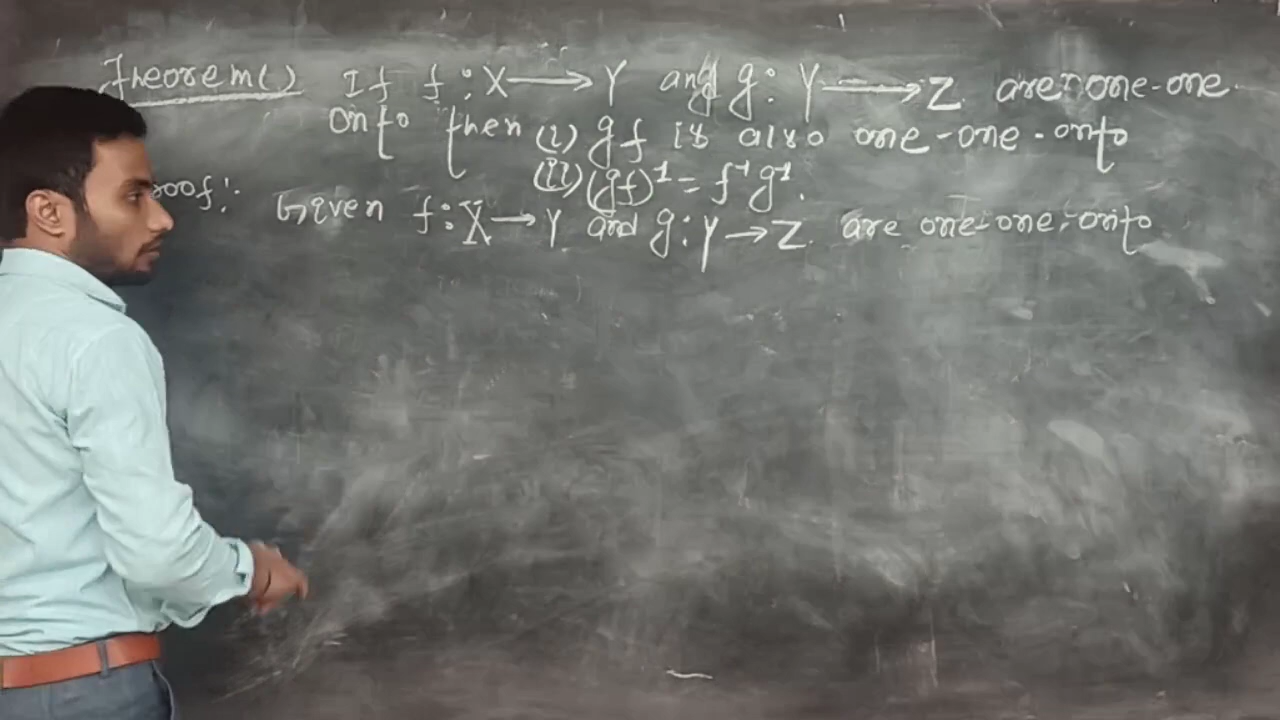 Theorem() If f : X → Y and g : Y → Z. are one-one.
onto then (i) gf is also one-one-onto
(ii) (gf)⁻¹ = f⁻¹g⁻¹.
roof: Given f : X → Y and g : Y → Z. are one-one-onto